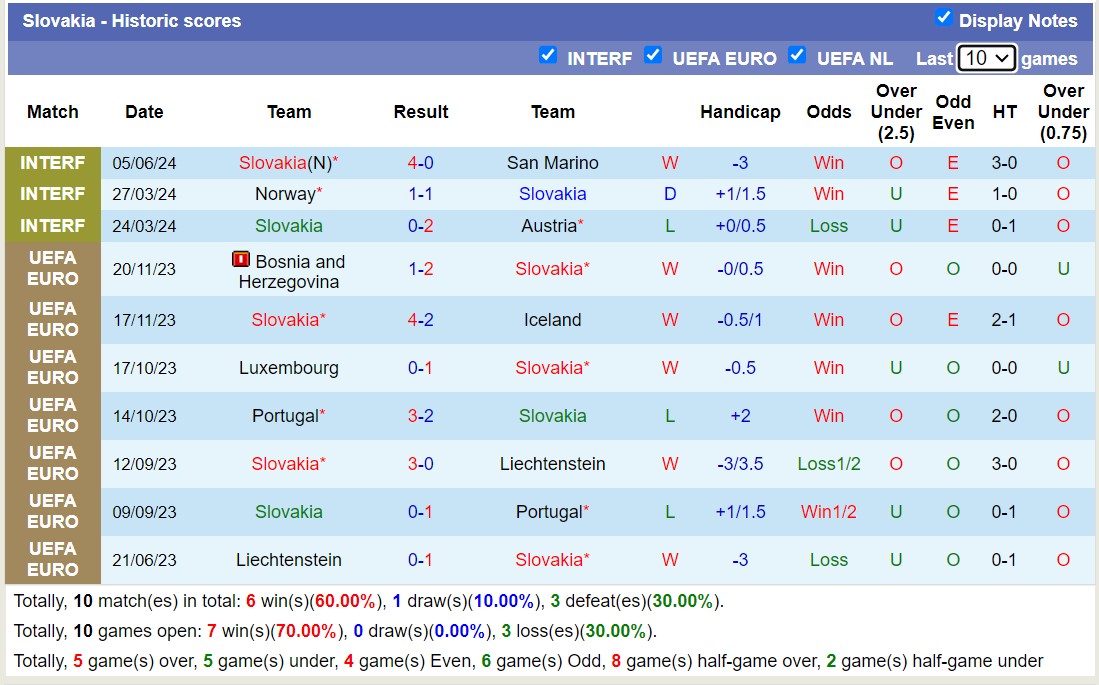 Slovakia - Historic scores
Display Notes
INTERF UEFA EURO UEFA NL Last 10 games
Match Date Team Result Team Handicap Odds Over Under (2.5) Odd Even HT Over Under (0.75)
INTERF 05/06/24 Slovakia(N)* 4-0 San Marino W -3 Win O E 3-0 O
INTERF 27/03/24 Norway* 1-1 Slovakia D +1/1.5 Win U E 1-0 O
INTERF 24/03/24 Slovakia 0-2 Austria* L +0/0.5 Loss U E 0-1 O
UEFA EURO 20/11/23 Bosnia and Herzegovina 1-2 Slovakia* W -0/0.5 Win O O 0-0 U
UEFA EURO 17/11/23 Slovakia* 4-2 Iceland W -0.5/1 Win O E 2-1 O
UEFA EURO 17/10/23 Luxembourg 0-1 Slovakia* W -0.5 Win U O 0-0 U
UEFA EURO 14/10/23 Portugal* 3-2 Slovakia L +2 Win O O 2-0 O
UEFA EURO 12/09/23 Slovakia* 3-0 Liechtenstein W -3/3.5 Loss1/2 O O 3-0 O
UEFA EURO 09/09/23 Slovakia 0-1 Portugal* L +1/1.5 Win1/2 U O 0-1 O
UEFA EURO 21/06/23 Liechtenstein 0-1 Slovakia* W -3 Loss U O 0-1 O
Totally, 10 match(es) in total: 6 win(s)(60.00%), 1 draw(s)(10.00%), 3 defeat(es)(30.00%).
Totally, 10 games open: 7 win(s)(70.00%), 0 draw(s)(0.00%), 3 loss(es)(30.00%).
Totally, 5 game(s) over, 5 game(s) under, 4 game(s) Even, 6 game(s) Odd, 8 game(s) half-game over, 2 game(s) half-game under